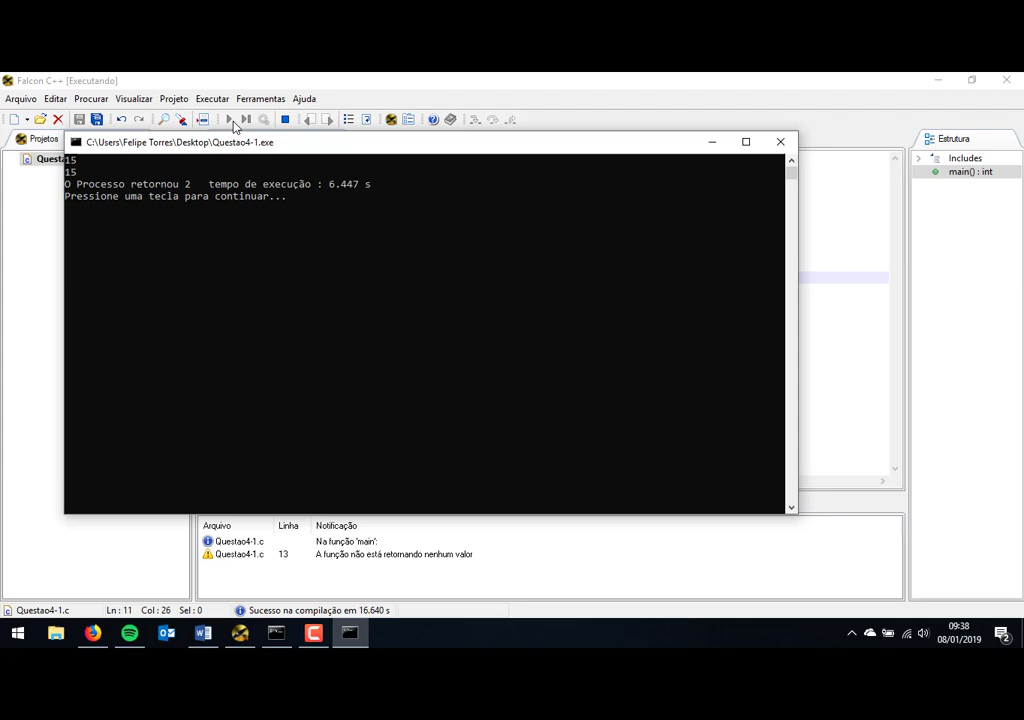 Falcon C++ [Executando]
Arquivo Editar Procurar Visualizar Projeto Executar Ferramentas Ajuda
Projetos
Estrutura
C:\Users\Felipe Torres\Desktop\Questao4-1.exe
Includes
main() : int
15
15
O Processo retornou 2   tempo de execução : 6.447 s
Pressione uma tecla para continuar...
Arquivo Linha Notificação
Questao4-1.c Na função 'main':
Questao4-1.c 13 A função não está retornando nenhum valor
Questao4-1.c Ln : 11 Col : 26 Sel : 0 Sucesso na compilação em 16.640 s
09:38
08/01/2019
2